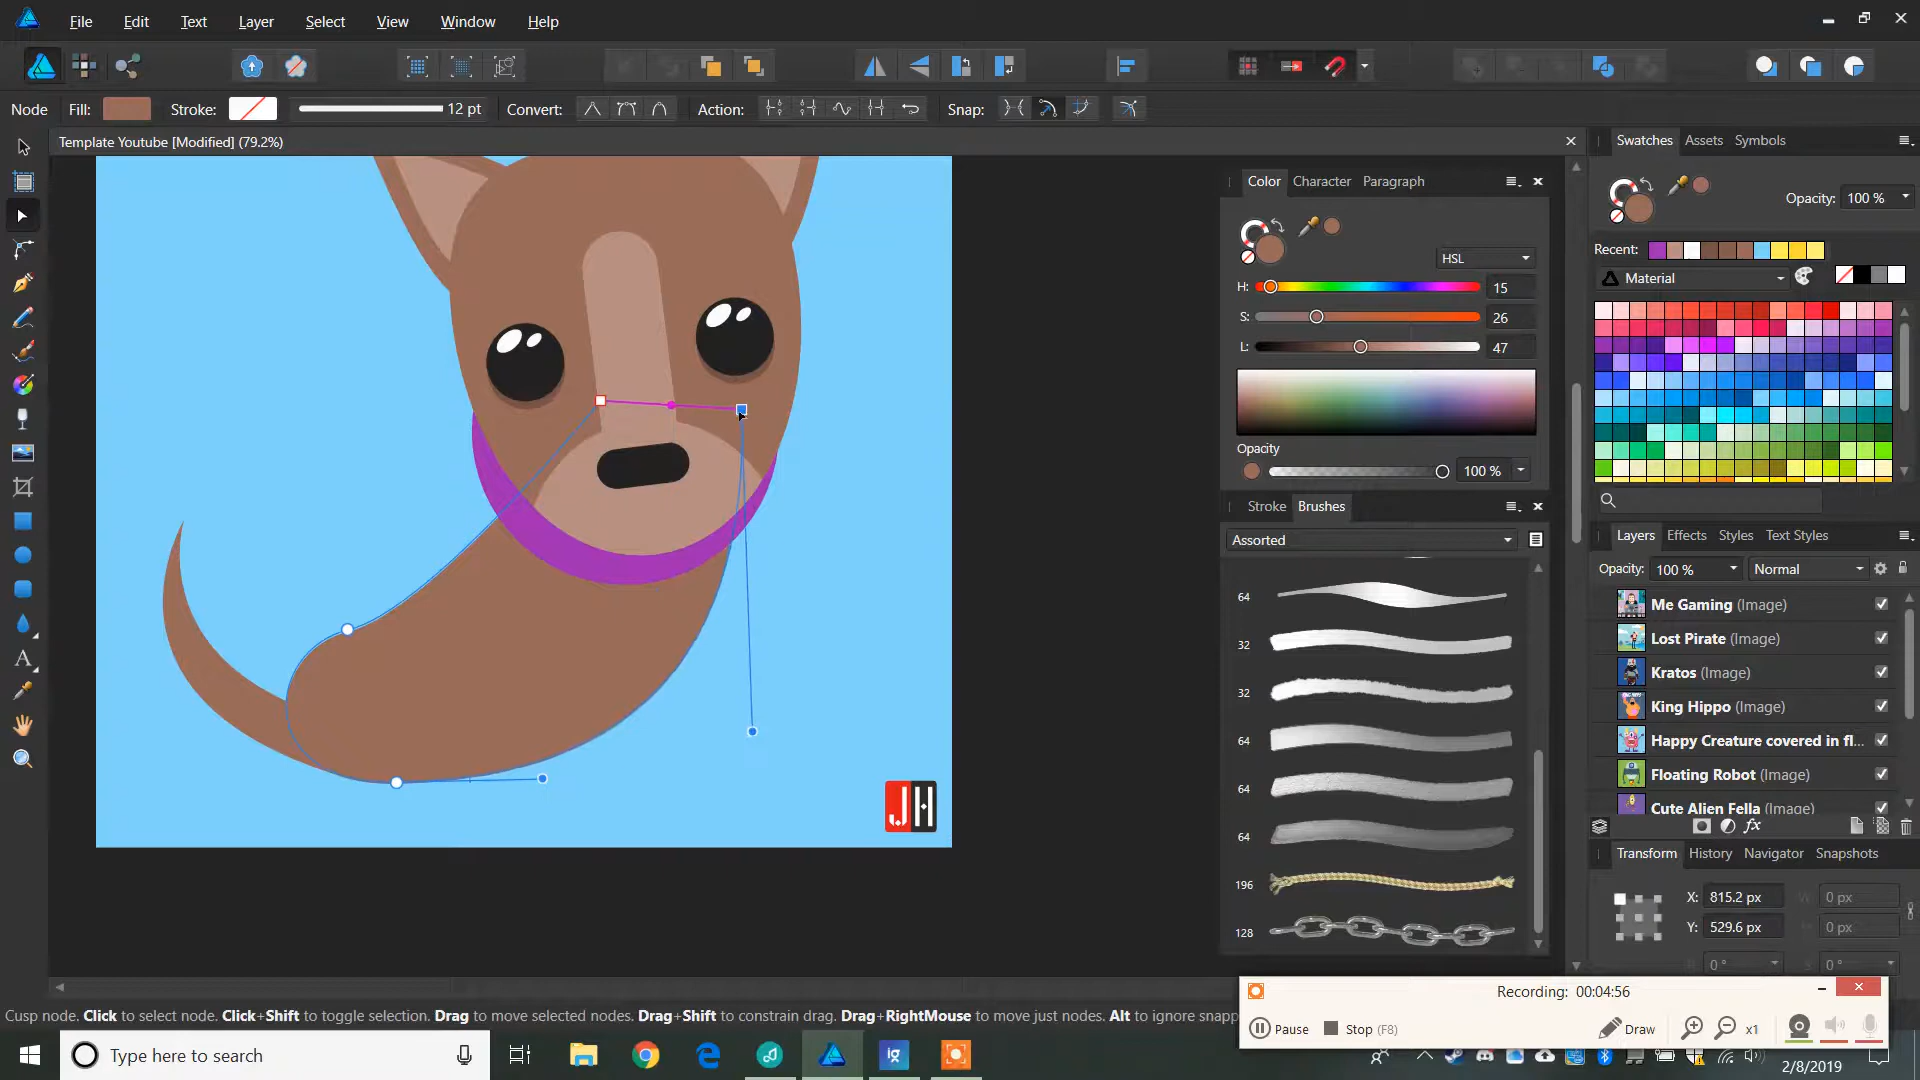 File Edit Text Layer Select View Window Help
Node Fill: Stroke: 12 pt Convert: Action: Snap:
Template Youtube [Modified] (79.2%)
Swatches Assets Symbols
Color Character Paragraph
Opacity: 100 %
HSL
Recent:
Material
H: 15
S: 26
L: 47
Opacity
100 %
Stroke Brushes
Assorted
64
32
32
64
64
64
196
128
Layers Effects Styles Text Styles
Opacity: 100 % Normal
Me Gaming (Image)
Lost Pirate (Image)
Kratos (Image)
King Hippo (Image)
Happy Creature covered in fl...
Floating Robot (Image)
Cute Alien Fella (Image)
fx
Transform History Navigator Snapshots
X: 815.2 px W: 0 px
Y: 529.6 px 0 px
0 ° 0 °
JH
Recording: 00:04:56
Pause Stop (F8) Draw x1
Cusp node. Click to select node. Click+Shift to toggle selection. Drag to move selected nodes. Drag+Shift to constrain drag. Drag+RightMouse to move just nodes. Alt to ignore snapp
Type here to search
2/8/2019